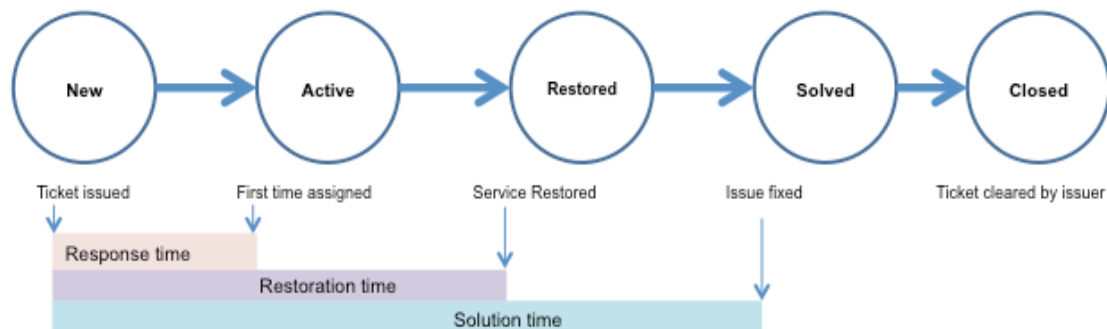 New
Active
Restored
Solved
Closed
Ticket issued
First time assigned
Service Restored
Issue fixed
Ticket cleared by issuer
Response time
Restoration time
Solution time